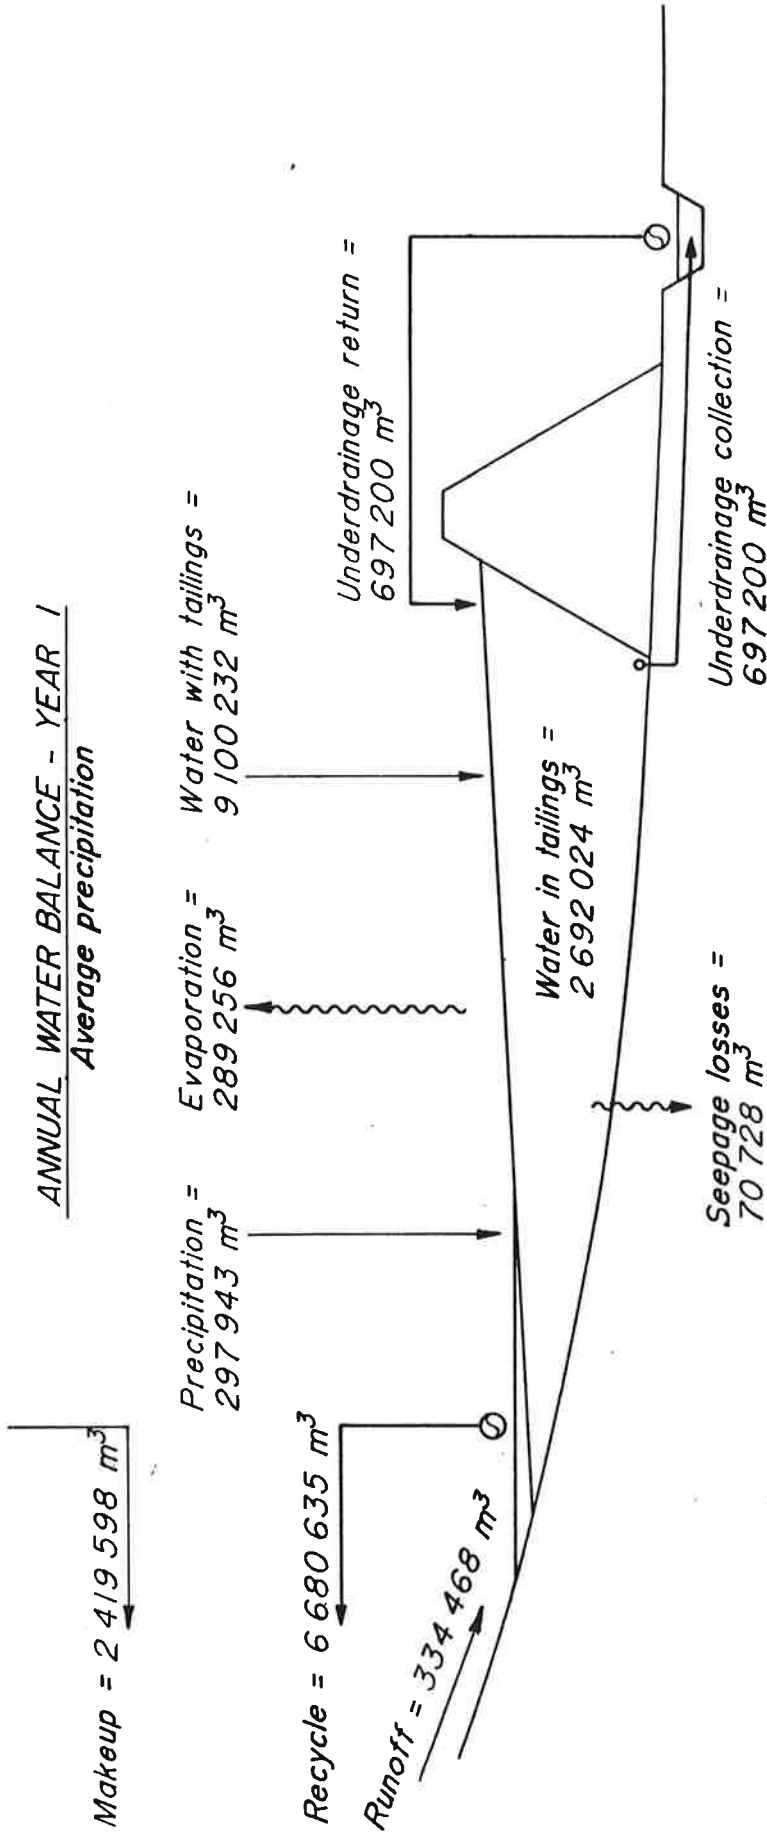 ANNUAL WATER BALANCE - YEAR 1
Average precipitation
Makeup = 2 419 598 m³
Precipitation =
297 943 m³
Evaporation =
289 256 m³
Water with tailings =
9 100 232 m³
Recycle = 6 680 635 m³
Underdrainage return =
697 200 m³
Runoff = 334 468 m³
Water in tailings =
2 692 024 m³
Seepage losses =
70 728 m³
Underdrainage collection =
697 200 m³